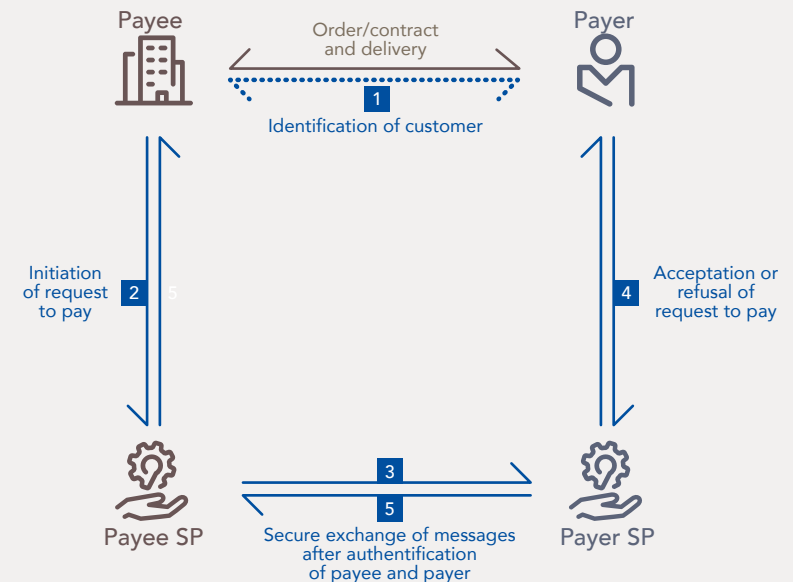 Payee
Payer
Order/contract
and delivery
1
Identification of customer
Initiation
of request
to pay
2
5
4
Acceptation or
refusal of
request to pay
3
5
Payee SP
Payer SP
Secure exchange of messages
after authentification
of payee and payer